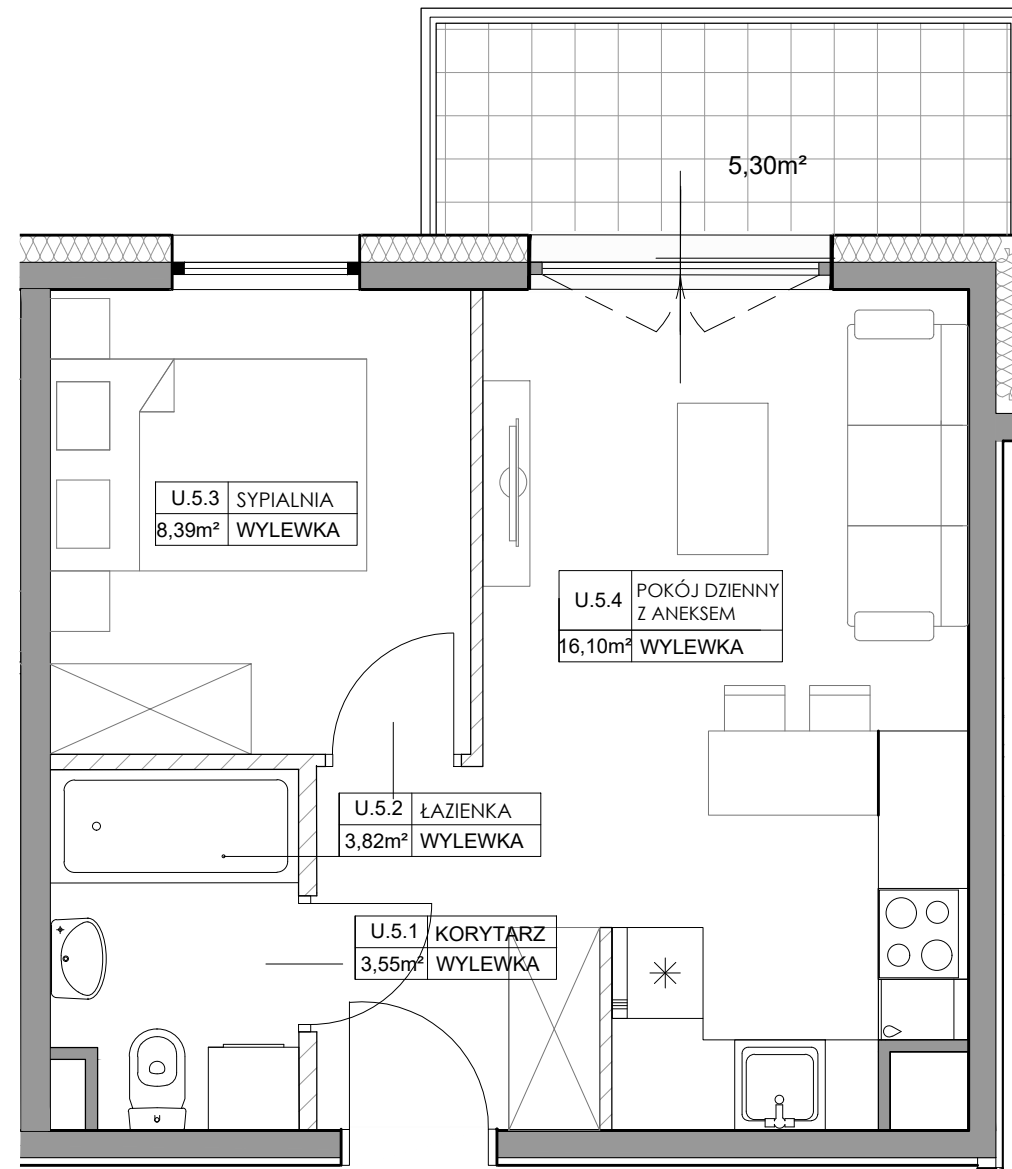 5,30m²
U.5.3 SYPIALNIA
8,39m² WYLEWKA
U.5.4 POKÓJ DZIENNY
Z ANEKSEM
16,10m² WYLEWKA
U.5.2 ŁAZIENKA
3,82m² WYLEWKA
U.5.1 KORYTARZ
3,55m² WYLEWKA